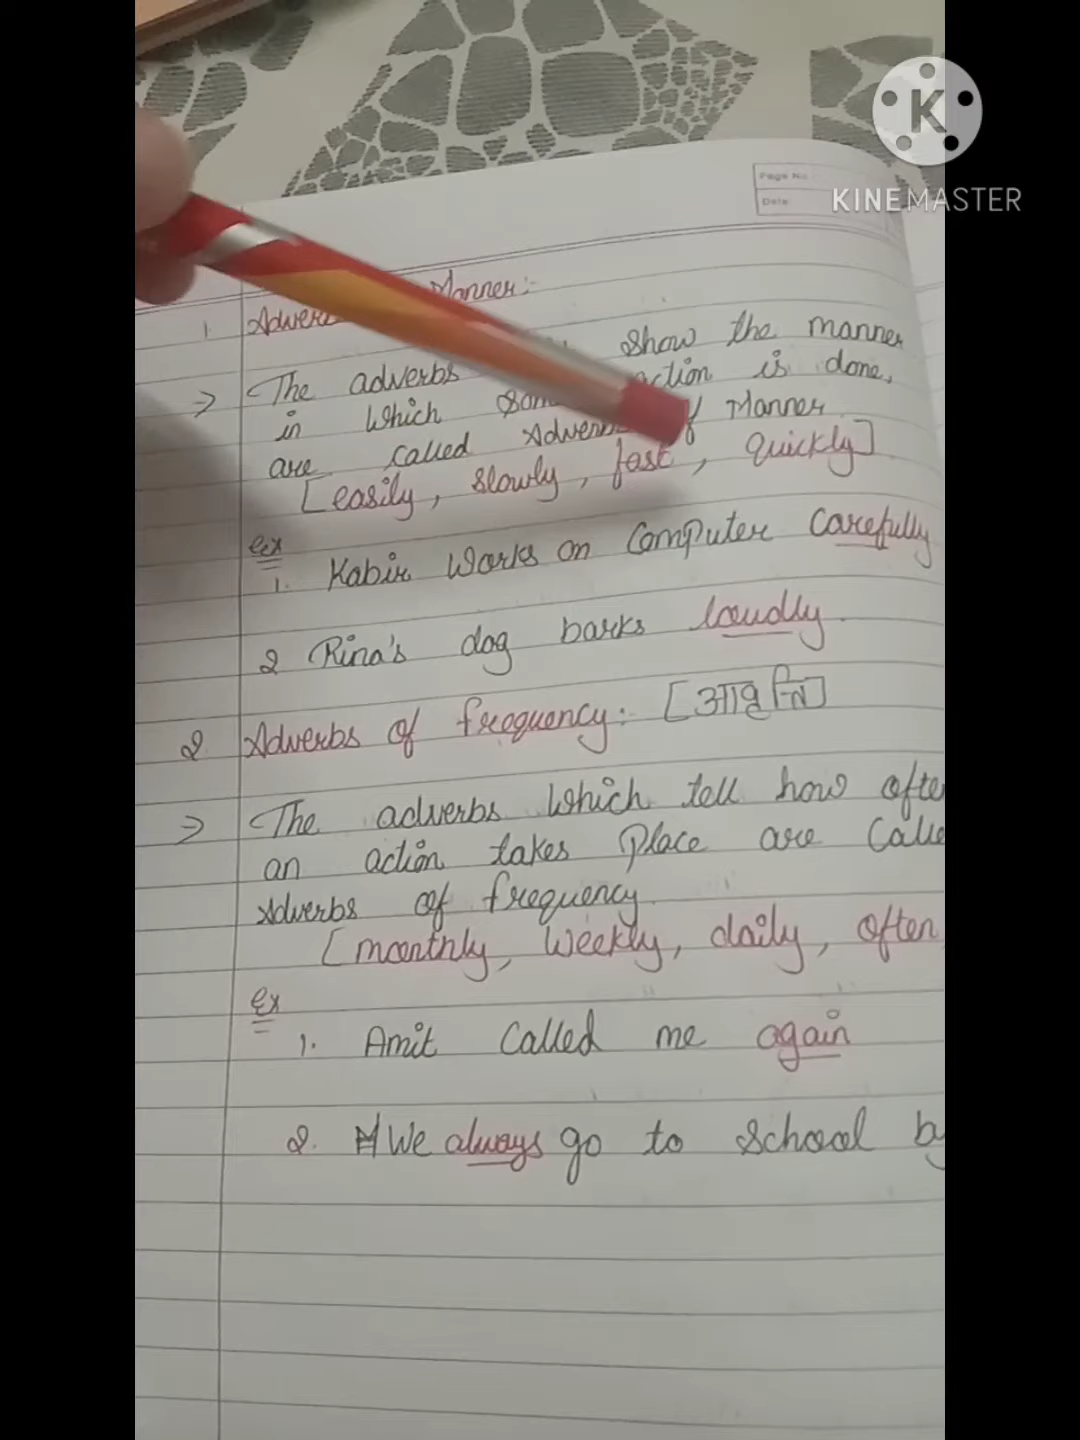 K
KINEMASTER
Page No.
Date
1. Manner:-
⇒ The adverbs show the manner
in which action is done,
are called Manner
[easily, slowly, fast, quickly]
Ex
1. Kabir works on Computer Carefully
2 Rina's dog barks loudly.
2 Adverbs of frequency: [आवृत्ति]
⇒ The adverbs which tell how ofte
an action takes place are calle
Adverbs of frequency.
[monthly, weekly, daily, often,
Ex
1. Amit called me again
2. We always go to school by